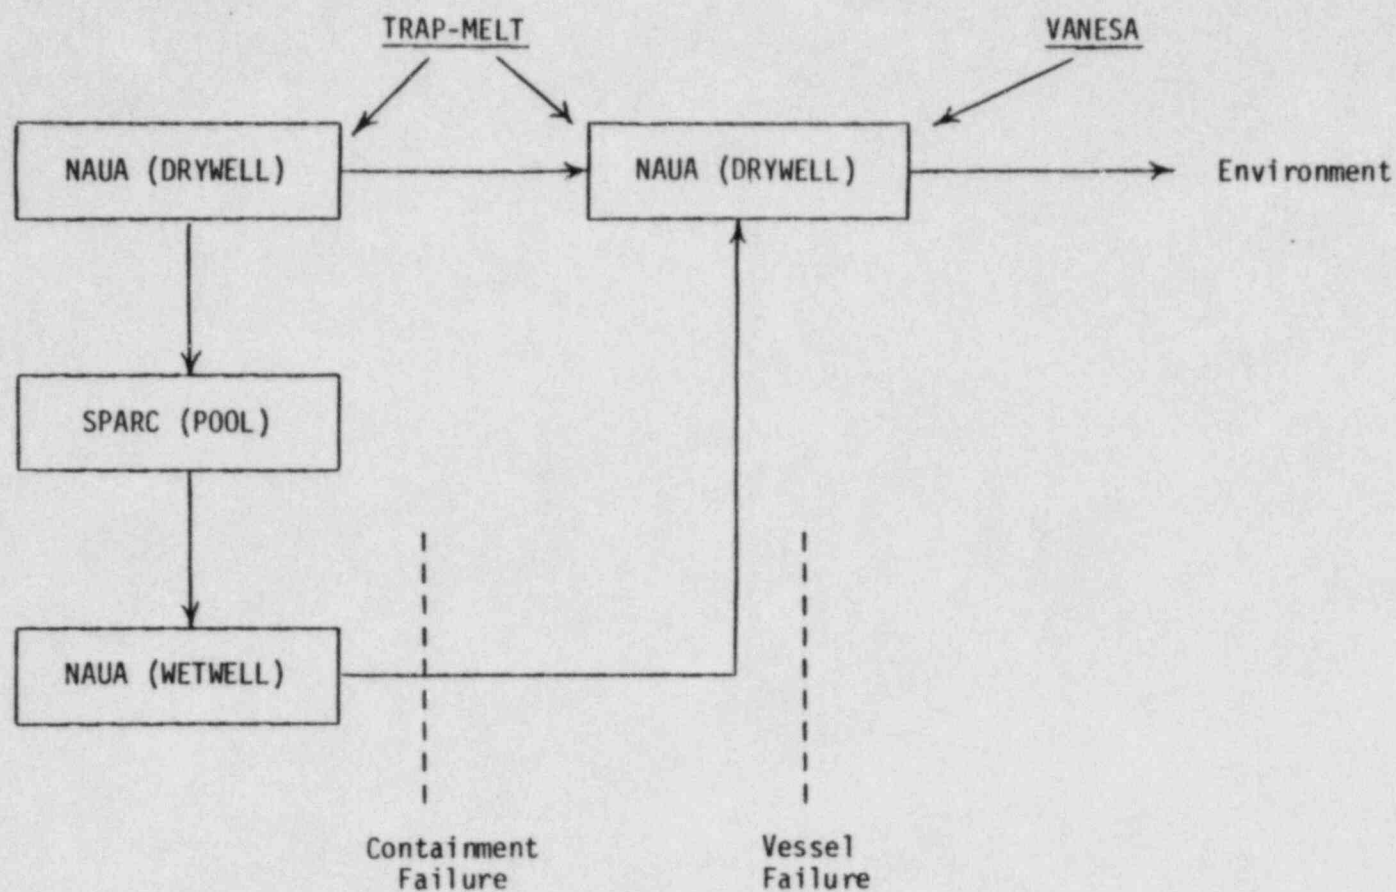 TRAP-MELT
VANESA
NAUA (DRYWELL)
NAUA (DRYWELL)
Environment
SPARC (POOL)
NAUA (WETWELL)
Containment
Failure
Vessel
Failure